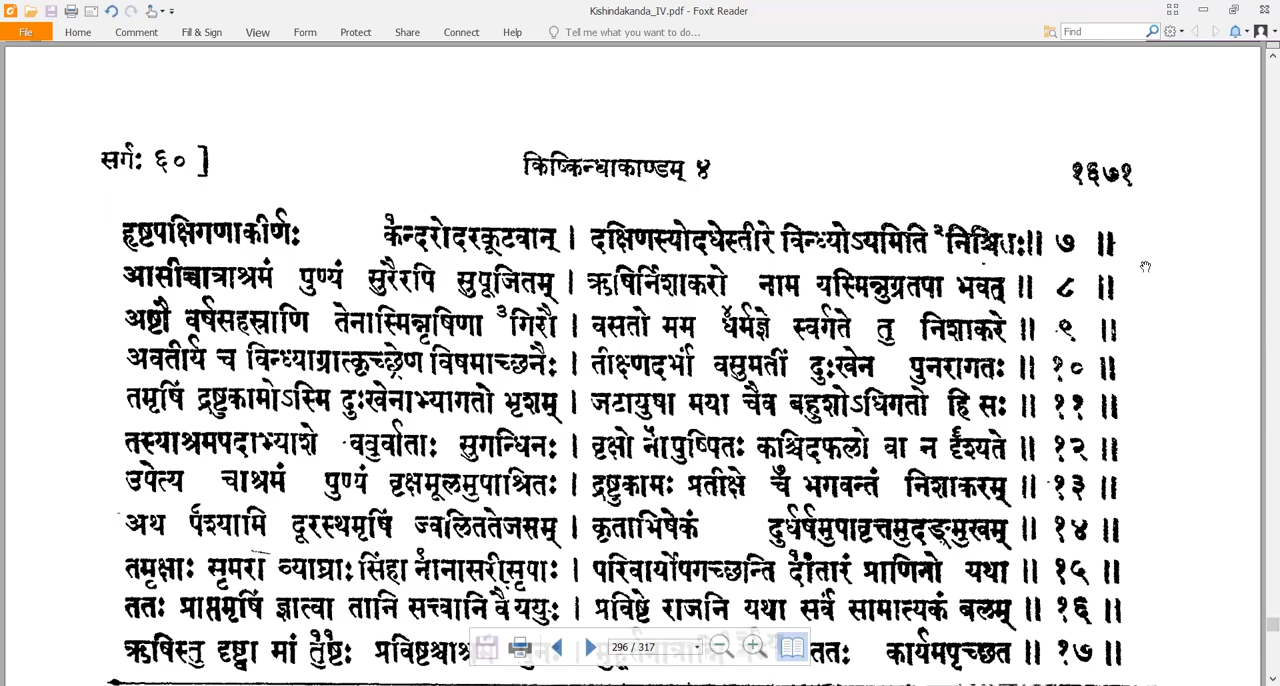 Kishindakanda_IV.pdf - Foxit Reader
File Home Comment Fill & Sign View Form Protect Share Connect Help Tell me what you want to do... Find
सर्गः ६० ] किष्किन्धाकाण्डम् ४ १६७१
हृष्टपक्षिगणाकीर्णः कन्दरोदरकूटवान् । दक्षिणस्योदधेस्तीरे विन्ध्योऽयमिति निश्चितः ॥ ७ ॥
आसीच्चात्राश्रमं पुण्यं सुरैरपि सुपूजितम् । ऋषिर्निशाकरो नाम यस्मिन्नुग्रतपा भवत् ॥ ८ ॥
अष्टौ वर्षसहस्राणि तेनास्मिन्नृषिणा गिरौ । वसतो मम धर्मज्ञे स्वर्गते तु निशाकरे ॥ ९ ॥
अवतीर्य च विन्ध्याग्रात्कृच्छ्रेण विषमाच्छनैः । तीक्ष्णदर्भां वसुमतीं दुःखेन पुनरागतः ॥ १० ॥
तमृषिं द्रष्टुकामोऽस्मि दुःखेनाभ्यागतो भृशम् । जटायुषा मया चैव बहुशोऽधिगतो हि सः ॥ ११ ॥
तस्याश्रमपदाभ्याशे ववुर्वाताः सुगन्धिनः । वृक्षो नापुष्पितः कश्चिदफलो वा न दृश्यते ॥ १२ ॥
उपेत्य चाश्रमं पुण्यं वृक्षमूलमुपाश्रितः । द्रष्टुकामः प्रतीक्षे च भगवन्तं निशाकरम् ॥ १३ ॥
अथ पश्यामि दूरस्थमृषिं ज्वलिततेजसम् । कृताभिषेकं दुर्धर्षमुपावृत्तमुदङ्मुखम् ॥ १४ ॥
तमृक्षाः सृमरा व्याघ्राः सिंहा नानासरीसृपाः । परिवार्योपगच्छन्ति दातारं प्राणिनो यथा ॥ १५ ॥
ततः प्राप्तमृषिं ज्ञात्वा तानि सत्त्वानि वै ययुः । प्रविष्टे राजनि यथा सर्वं सामात्यकं बलम् ॥ १६ ॥
ऋषिस्तु दृष्ट्वा मां तुष्टः ततः कार्यमपृच्छत ॥ १७ ॥
296 / 317